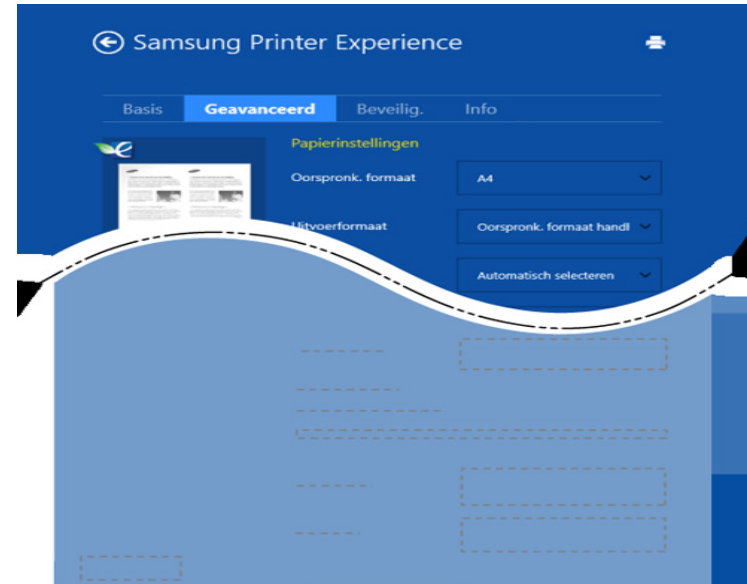 Samsung Printer Experience
Basis Geavanceerd Beveilig. Info
Papierinstellingen
Oorspronk. formaat A4
Uitvoerformaat Oorspronk. formaat handl
Automatisch selecteren